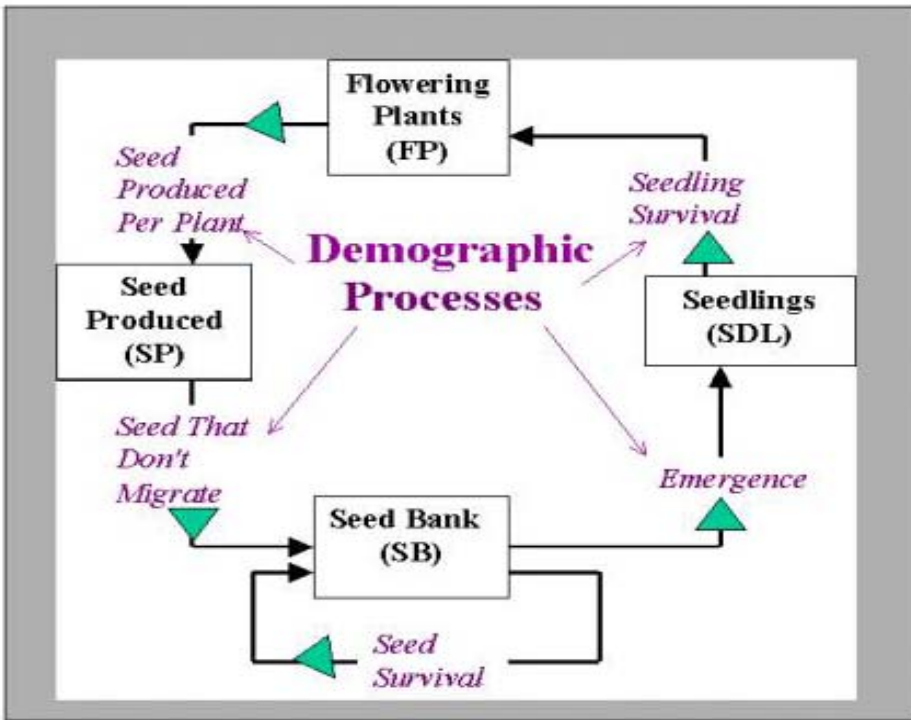 Flowering
Plants
(FP)
Seed
Produced
Per Plant
Seedling
Survival
Demographic
Processes
Seed
Produced
(SP)
Seedlings
(SDL)
Seed That
Don't
Migrate
Emergence
Seed Bank
(SB)
Seed
Survival